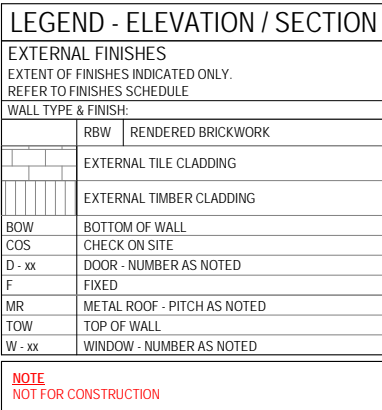 LEGEND - ELEVATION / SECTION
EXTERNAL FINISHES
EXTENT OF FINISHES INDICATED ONLY.
REFER TO FINISHES SCHEDULE
WALL TYPE & FINISH:
RBW RENDERED BRICKWORK
EXTERNAL TILE CLADDING
EXTERNAL TIMBER CLADDING
BOW BOTTOM OF WALL
COS CHECK ON SITE
D - xx DOOR - NUMBER AS NOTED
F FIXED
MR METAL ROOF - PITCH AS NOTED
TOW TOP OF WALL
W - xx WINDOW - NUMBER AS NOTED
NOTE
NOT FOR CONSTRUCTION